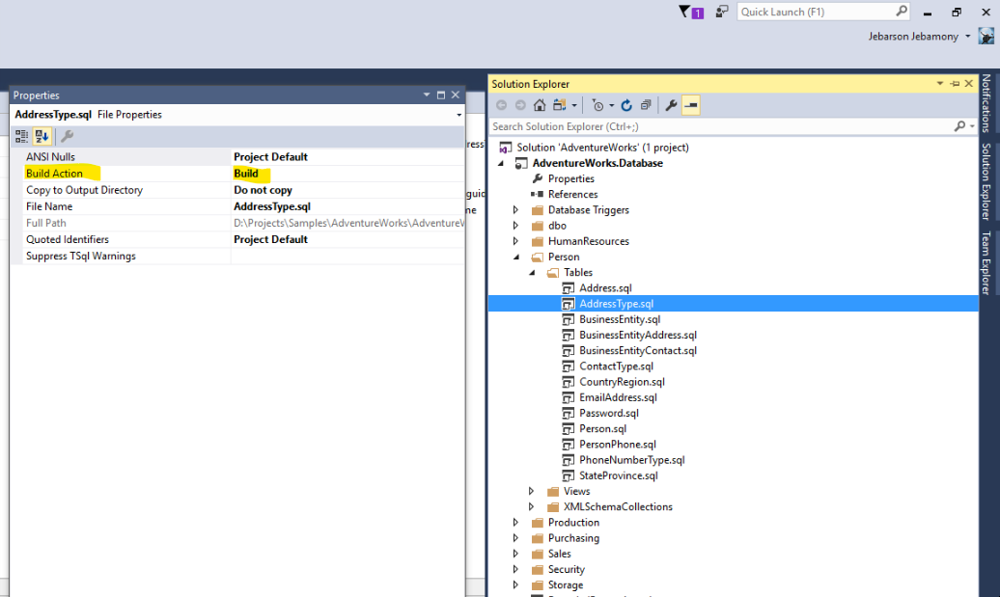 1
Quick Launch (F1)
Jebarson Jebamony
Properties
AddressType.sql File Properties
ANSI Nulls Project Default
Build Action Build
Copy to Output Directory Do not copy
File Name AddressType.sql
Full Path D:\Projects\Samples\AdventureWorks\AdventureW
Quoted Identifiers Project Default
Suppress TSql Warnings
ress
guid
me
Solution Explorer
Search Solution Explorer (Ctrl+;)
Solution 'AdventureWorks' (1 project)
AdventureWorks.Database
Properties
References
Database Triggers
dbo
HumanResources
Person
Tables
Address.sql
AddressType.sql
BusinessEntity.sql
BusinessEntityAddress.sql
BusinessEntityContact.sql
ContactType.sql
CountryRegion.sql
EmailAddress.sql
Password.sql
Person.sql
PersonPhone.sql
PhoneNumberType.sql
StateProvince.sql
Views
XMLSchemaCollections
Production
Purchasing
Sales
Security
Storage
Notifications
Solution Explorer
Team Explorer